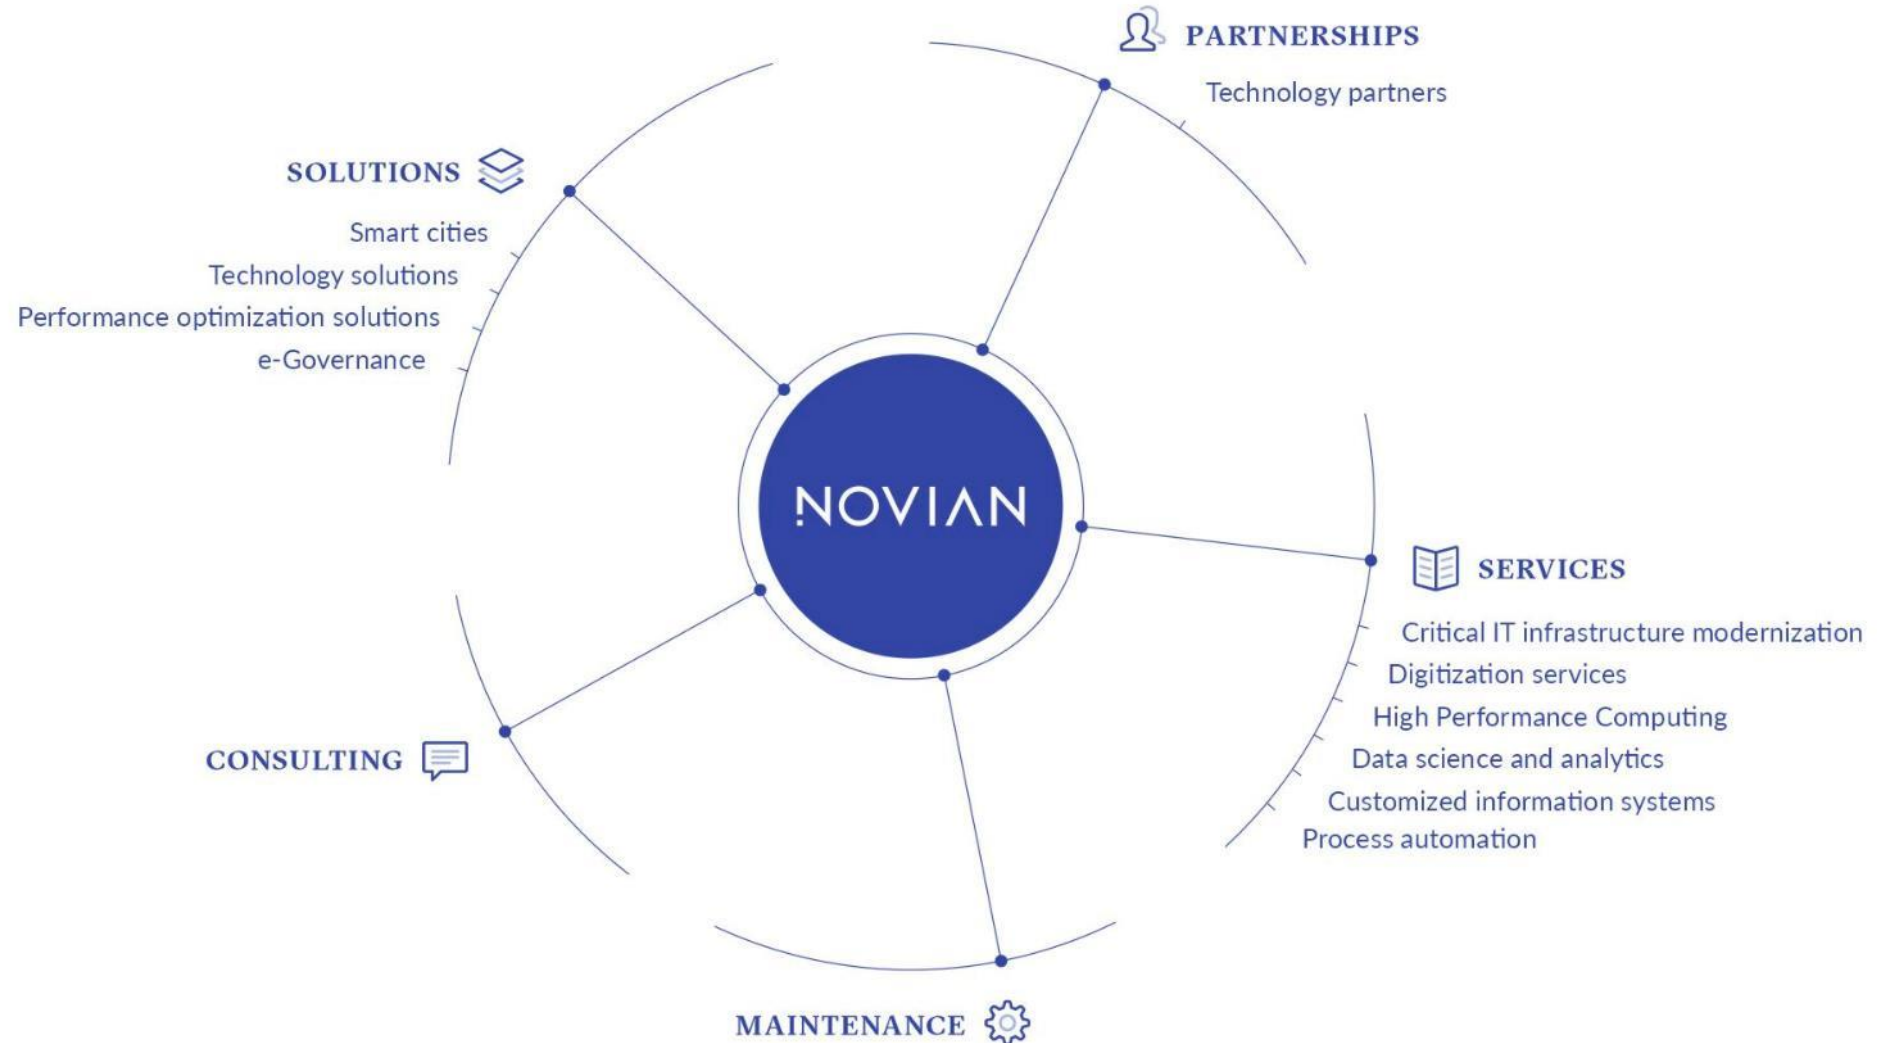 PARTNERSHIPS
Technology partners
SOLUTIONS
Smart cities
Technology solutions
Performance optimization solutions
e-Governance
NOVIAN
SERVICES
Critical IT infrastructure modernization
Digitization services
High Performance Computing
Data science and analytics
Customized information systems
Process automation
CONSULTING
MAINTENANCE